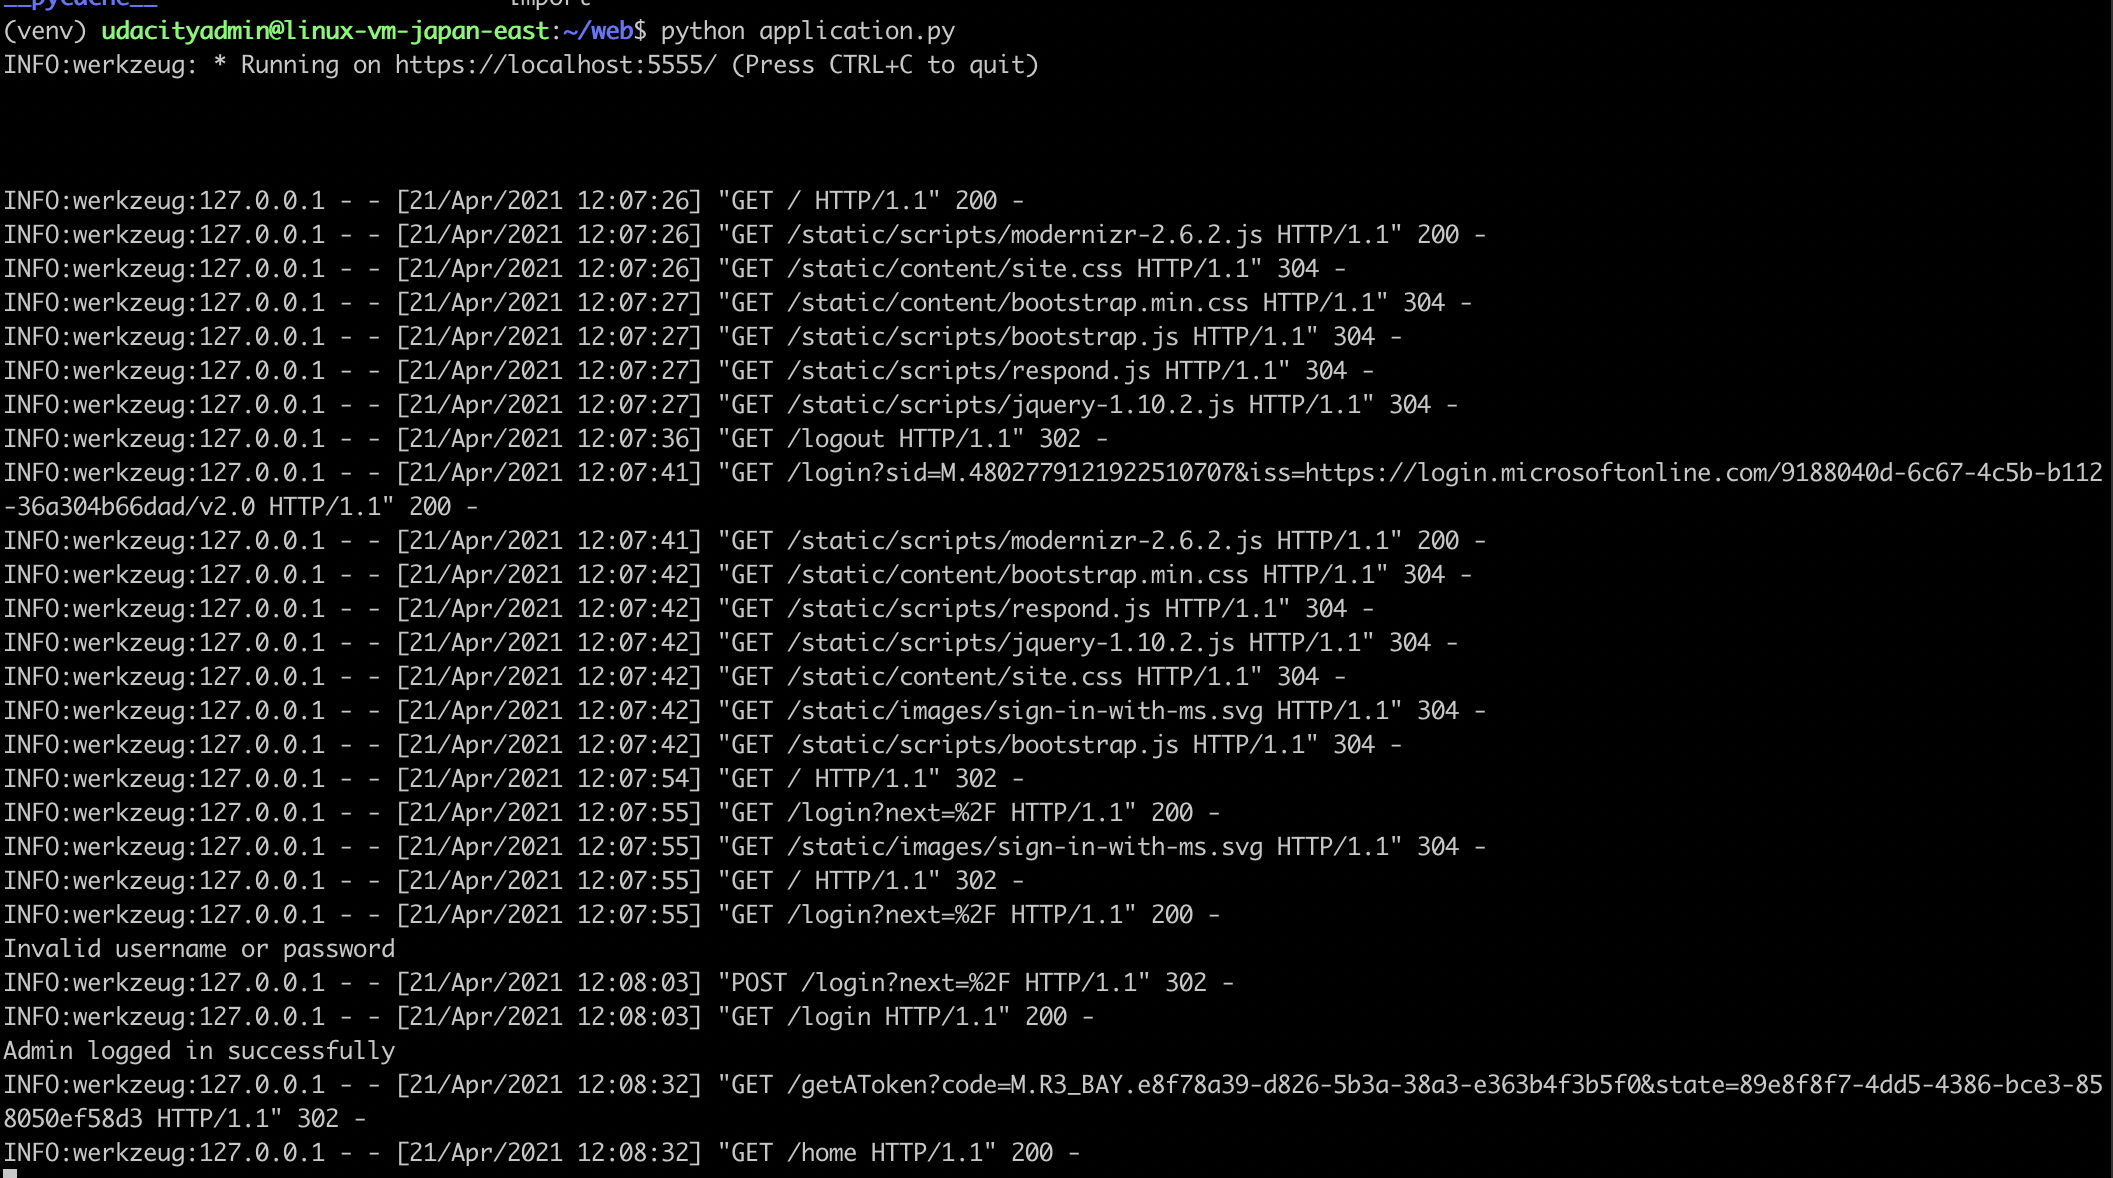 __pycache__ import
(venv) udacityadmin@linux-vm-japan-east:~/web$ python application.py
INFO:werkzeug: * Running on https://localhost:5555/ (Press CTRL+C to quit)
INFO:werkzeug:127.0.0.1 - - [21/Apr/2021 12:07:26] "GET / HTTP/1.1" 200 -
INFO:werkzeug:127.0.0.1 - - [21/Apr/2021 12:07:26] "GET /static/scripts/modernizr-2.6.2.js HTTP/1.1" 200 -
INFO:werkzeug:127.0.0.1 - - [21/Apr/2021 12:07:26] "GET /static/content/site.css HTTP/1.1" 304 -
INFO:werkzeug:127.0.0.1 - - [21/Apr/2021 12:07:27] "GET /static/content/bootstrap.min.css HTTP/1.1" 304 -
INFO:werkzeug:127.0.0.1 - - [21/Apr/2021 12:07:27] "GET /static/scripts/bootstrap.js HTTP/1.1" 304 -
INFO:werkzeug:127.0.0.1 - - [21/Apr/2021 12:07:27] "GET /static/scripts/respond.js HTTP/1.1" 304 -
INFO:werkzeug:127.0.0.1 - - [21/Apr/2021 12:07:27] "GET /static/scripts/jquery-1.10.2.js HTTP/1.1" 304 -
INFO:werkzeug:127.0.0.1 - - [21/Apr/2021 12:07:36] "GET /logout HTTP/1.1" 302 -
INFO:werkzeug:127.0.0.1 - - [21/Apr/2021 12:07:41] "GET /login?sid=M.4802779121922510707&iss=https://login.microsoftonline.com/9188040d-6c67-4c5b-b112
-36a304b66dad/v2.0 HTTP/1.1" 200 -
INFO:werkzeug:127.0.0.1 - - [21/Apr/2021 12:07:41] "GET /static/scripts/modernizr-2.6.2.js HTTP/1.1" 200 -
INFO:werkzeug:127.0.0.1 - - [21/Apr/2021 12:07:42] "GET /static/content/bootstrap.min.css HTTP/1.1" 304 -
INFO:werkzeug:127.0.0.1 - - [21/Apr/2021 12:07:42] "GET /static/scripts/respond.js HTTP/1.1" 304 -
INFO:werkzeug:127.0.0.1 - - [21/Apr/2021 12:07:42] "GET /static/scripts/jquery-1.10.2.js HTTP/1.1" 304 -
INFO:werkzeug:127.0.0.1 - - [21/Apr/2021 12:07:42] "GET /static/content/site.css HTTP/1.1" 304 -
INFO:werkzeug:127.0.0.1 - - [21/Apr/2021 12:07:42] "GET /static/images/sign-in-with-ms.svg HTTP/1.1" 304 -
INFO:werkzeug:127.0.0.1 - - [21/Apr/2021 12:07:42] "GET /static/scripts/bootstrap.js HTTP/1.1" 304 -
INFO:werkzeug:127.0.0.1 - - [21/Apr/2021 12:07:54] "GET / HTTP/1.1" 302 -
INFO:werkzeug:127.0.0.1 - - [21/Apr/2021 12:07:55] "GET /login?next=%2F HTTP/1.1" 200 -
INFO:werkzeug:127.0.0.1 - - [21/Apr/2021 12:07:55] "GET /static/images/sign-in-with-ms.svg HTTP/1.1" 304 -
INFO:werkzeug:127.0.0.1 - - [21/Apr/2021 12:07:55] "GET / HTTP/1.1" 302 -
INFO:werkzeug:127.0.0.1 - - [21/Apr/2021 12:07:55] "GET /login?next=%2F HTTP/1.1" 200 -
Invalid username or password
INFO:werkzeug:127.0.0.1 - - [21/Apr/2021 12:08:03] "POST /login?next=%2F HTTP/1.1" 302 -
INFO:werkzeug:127.0.0.1 - - [21/Apr/2021 12:08:03] "GET /login HTTP/1.1" 200 -
Admin logged in successfully
INFO:werkzeug:127.0.0.1 - - [21/Apr/2021 12:08:32] "GET /getAToken?code=M.R3_BAY.e8f78a39-d826-5b3a-38a3-e363b4f3b5f0&state=89e8f8f7-4dd5-4386-bce3-85
8050ef58d3 HTTP/1.1" 302 -
INFO:werkzeug:127.0.0.1 - - [21/Apr/2021 12:08:32] "GET /home HTTP/1.1" 200 -